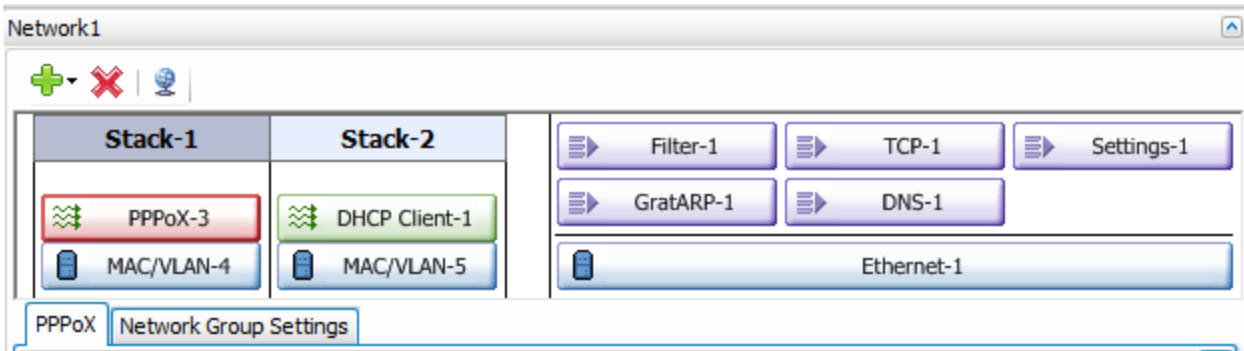 Network1
Stack-1
Stack-2
PPPoX-3
DHCP Client-1
MAC/VLAN-4
MAC/VLAN-5
Filter-1
TCP-1
Settings-1
GratARP-1
DNS-1
Ethernet-1
PPPoX
Network Group Settings